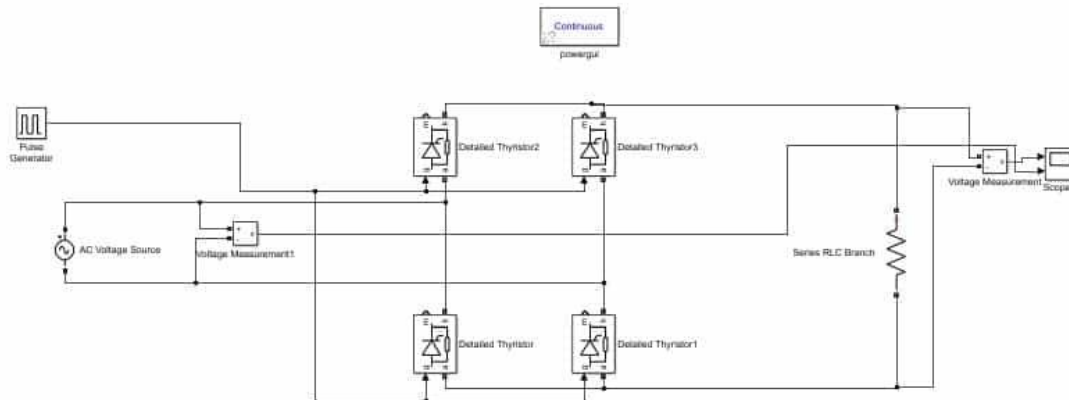 Continuous
powergui
Pulse
Generator
Detailed Thyristor2
Detailed Thyristor3
Voltage Measurement
Scope
AC Voltage Source
Voltage Measurement1
Series RLC Branch
Detailed Thyristor
Detailed Thyristor1